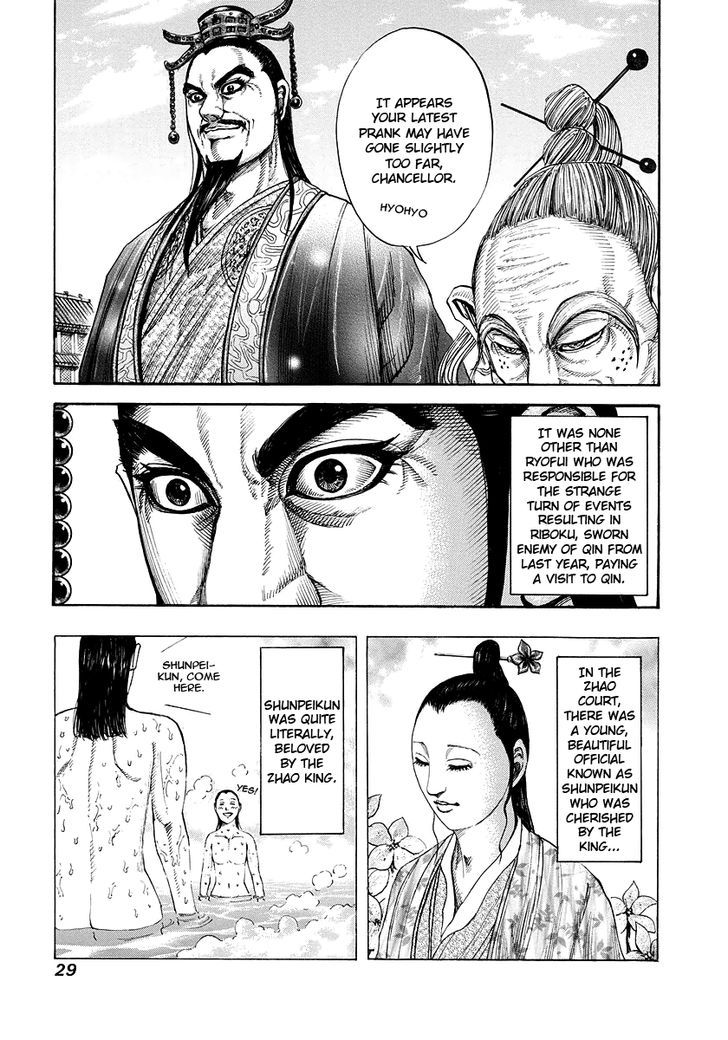 IT APPEARS
YOUR LATEST
PRANK MAY HAVE
GONE SLIGHTLY
TOO FAR,
CHANCELLOR.
HYOHYO
IT WAS NONE
OTHER THAN
RYOFUI WHO WAS
RESPONSIBLE FOR
THE STRANGE
TURN OF EVENTS
RESULTING IN
RIBOKU, SWORN
ENEMY OF QIN FROM
LAST YEAR, PAYING
A VISIT TO QIN.
IN THE
ZHAO
COURT,
THERE WAS
A YOUNG,
BEAUTIFUL
OFFICIAL
KNOWN AS
SHUNPEIKUN
WHO WAS
CHERISHED
BY THE
KING...
SHUNPEIKUN
WAS QUITE
LITERALLY,
BELOVED
BY THE
ZHAO KING.
SHUNPEI-
KUN, COME
HERE.
YES!
29